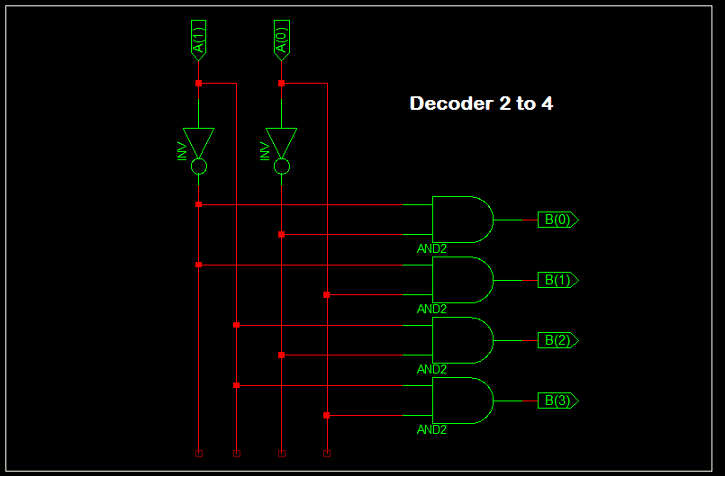 A(1)
A(0)
Decoder 2 to 4
INV
INV
B(0)
AND2
B(1)
AND2
B(2)
AND2
B(3)
AND2